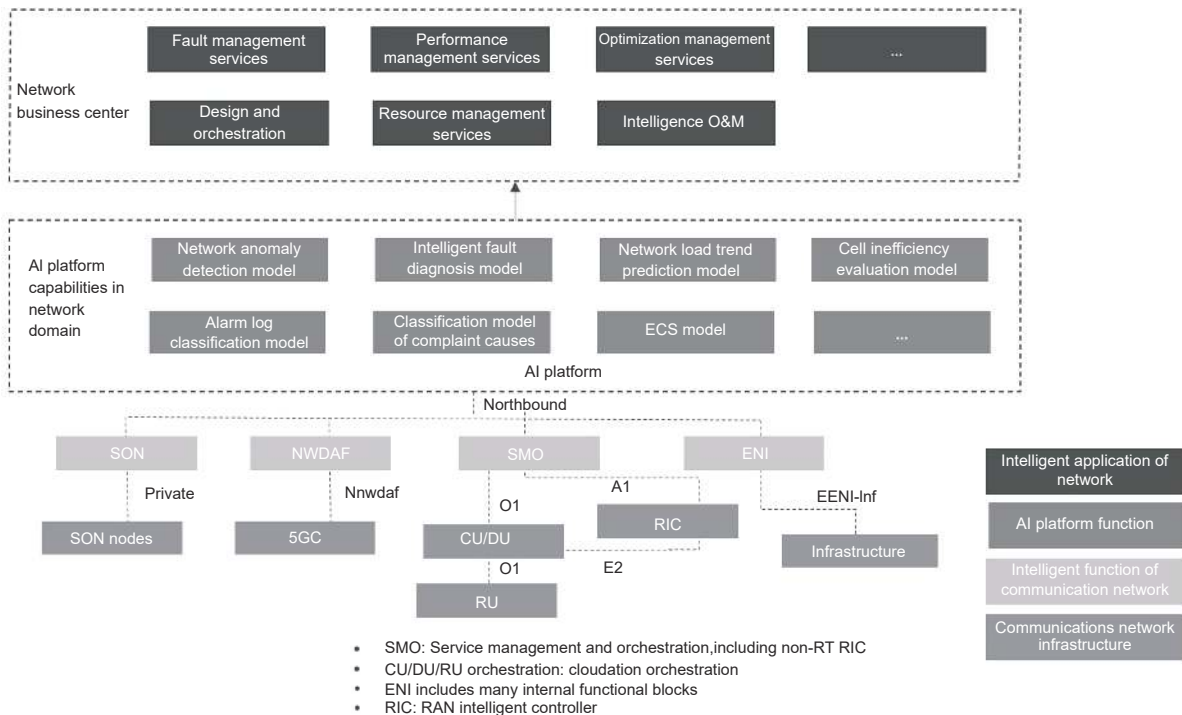 Fault management
services
Performance
management services
Optimization management
services
...
Network
business center
Design and
orchestration
Resource management
services
Intelligence O&M
AI platform
capabilities in
network
domain
Network anomaly
detection model
Intelligent fault
diagnosis model
Network load trend
prediction model
Cell inefficiency
evaluation model
Alarm log
classification model
Classification model
of complaint causes
ECS model
...
AI platform
Northbound
SON
NWDAF
SMO
ENI
Private
Nnwdaf
O1
A1
EENI-Inf
SON nodes
5GC
CU/DU
RIC
Infrastructure
O1
E2
RU
Intelligent application of
network
AI platform function
Intelligent function of
communication network
Communications network
infrastructure
• SMO: Service management and orchestration,including non-RT RIC
• CU/DU/RU orchestration: cloudation orchestration
• ENI includes many internal functional blocks
• RIC: RAN intelligent controller